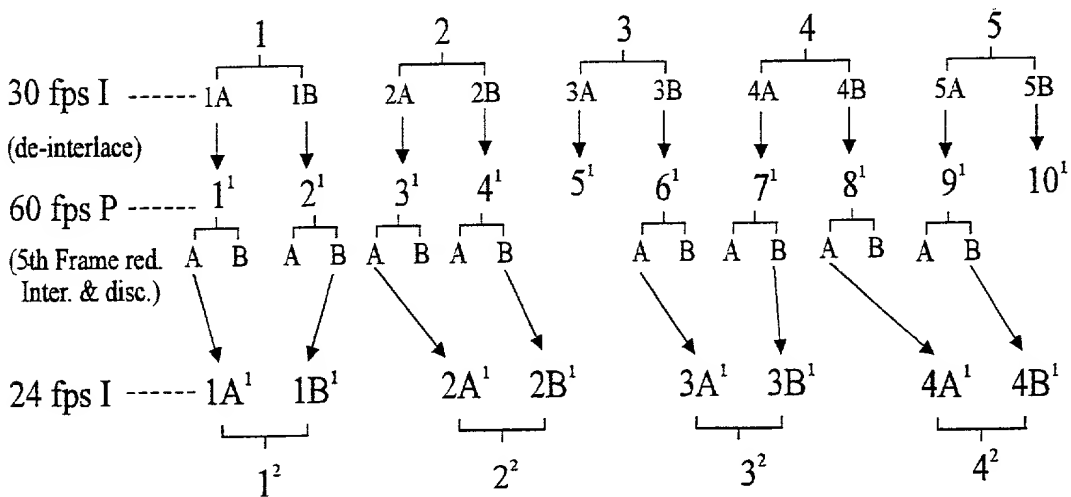 1 2 3 4 5
30 fps I ------ 1A 1B 2A 2B 3A 3B 4A 4B 5A 5B
(de-interlace)
60 fps P ------ 1¹ 2¹ 3¹ 4¹ 5¹ 6¹ 7¹ 8¹ 9¹ 10¹
(5th Frame red. A B A B A B A B A B A B A B A B
Inter. & disc.)
24 fps I ------ 1A¹ 1B¹ 2A¹ 2B¹ 3A¹ 3B¹ 4A¹ 4B¹
1² 2² 3² 4²